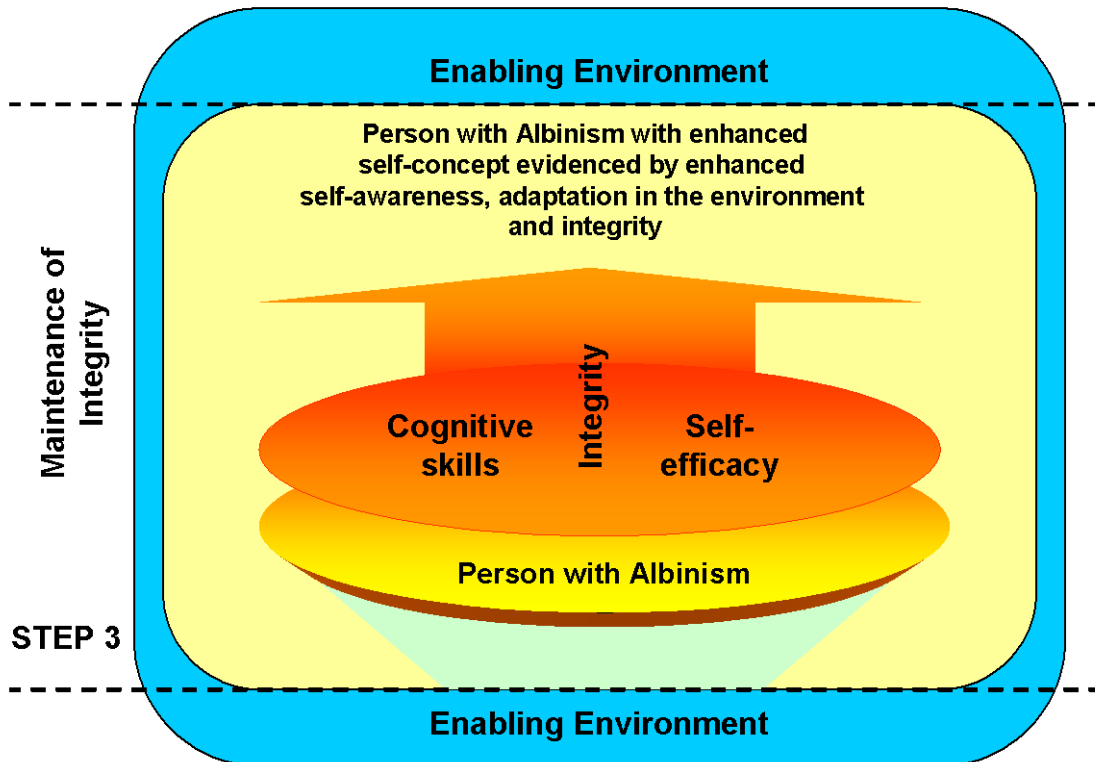 Enabling Environment
Person with Albinism with enhanced
self-concept evidenced by enhanced
self-awareness, adaptation in the environment
and integrity
Maintenance of
Integrity
Integrity
Cognitive
skills
Self-
efficacy
Person with Albinism
STEP 3
Enabling Environment